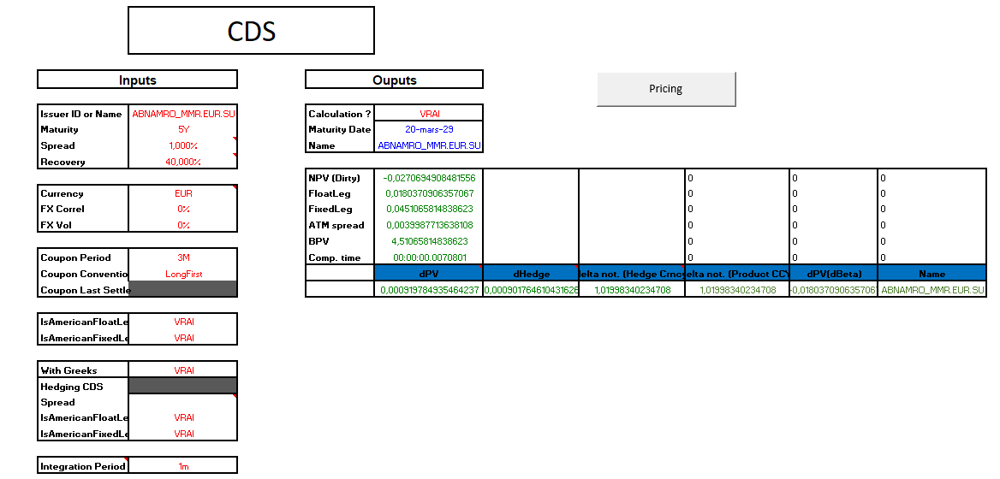 CDS
Inputs
Ouputs
Pricing
Issuer ID or Name ABNAMRO_MMR.EUR.SU
Maturity 5Y
Spread 1,000%
Recovery 40,000%
Calculation ? VRAI
Maturity Date 20-mars-29
Name ABNAMRO_MMR.EUR.SU
Currency EUR
FX Correl 0%
FX Vol 0%
NPV (Dirty) -0,0270694908481556 0 0 0
FloatLeg 0,0180370906357067 0 0 0
FixedLeg 0,0451065814838623 0 0 0
ATM spread 0,0039987713638108 0 0 0
BPV 4,51065814838623 0 0 0
Comp. time 00:00:00.0070801 0 0 0
Coupon Period 3M
Coupon Conventio LongFirst
Coupon Last Settle
dPV dHedge elta not. (Hedge Crncy elta not. (Product CCY dPV(dBeta) Name
0,000919784935464237 0,000901764610431626 1,01998340234708 1,01998340234708 -0,018037090635706 ABNAMRO_MMR.EUR.SU
IsAmericanFloatLe VRAI
IsAmericanFixedLe VRAI
With Greeks VRAI
Hedging CDS
Spread
IsAmericanFloatLe VRAI
IsAmericanFixedLe VRAI
Integration Period 1m